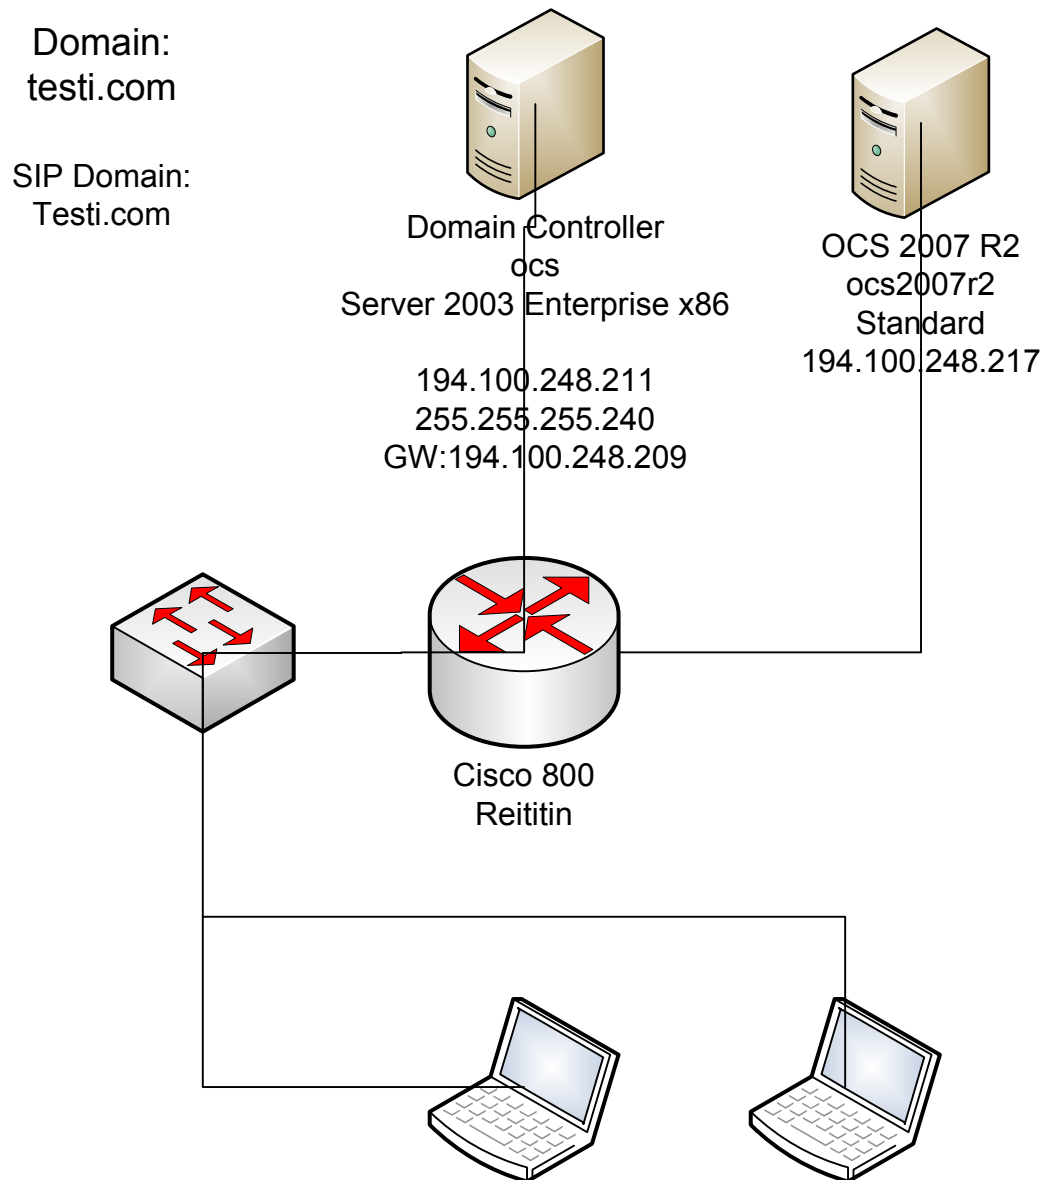 Domain:
testi.com
SIP Domain:
Testi.com
Domain Controller
ocs
Server 2003 Enterprise x86
194.100.248.211
255.255.255.240
GW:194.100.248.209
OCS 2007 R2
ocs2007r2
Standard
194.100.248.217
Cisco 800
Reititin